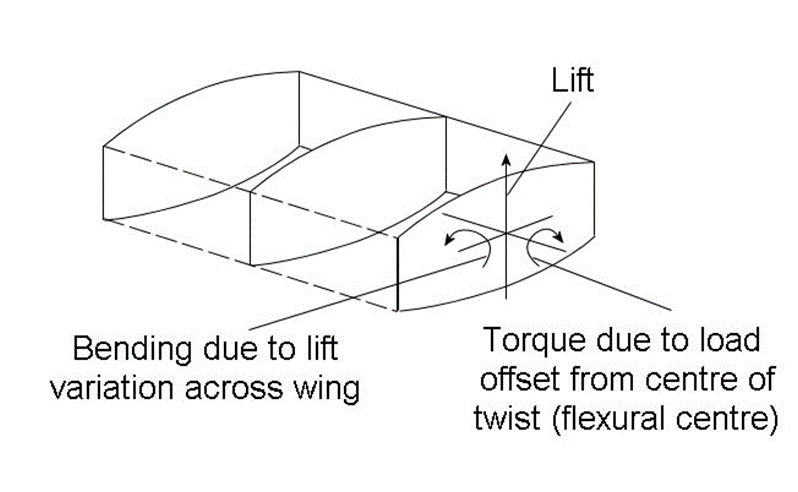 Lift
Bending due to lift
variation across wing
Torque due to load
offset from centre of
twist (flexural centre)